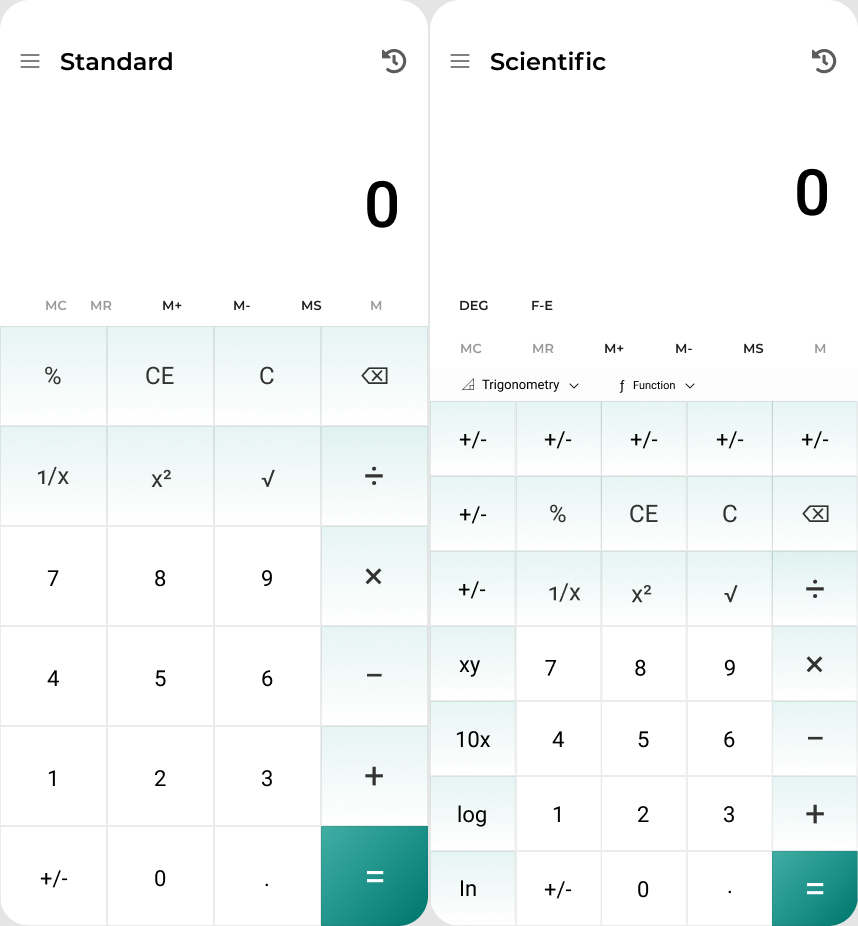 Standard
0
MC MR M+ M- MS M
% CE C
1/x x² √ ÷
7 8 9 ×
4 5 6 −
1 2 3 +
+/- 0 . =
Scientific
0
DEG F-E
MC MR M+ M- MS M
Trigonometry ƒ Function
+/- +/- +/- +/- +/-
+/- % CE C
+/- 1/x x² √ ÷
xy 7 8 9 ×
10x 4 5 6 −
log 1 2 3 +
ln +/- 0 . =